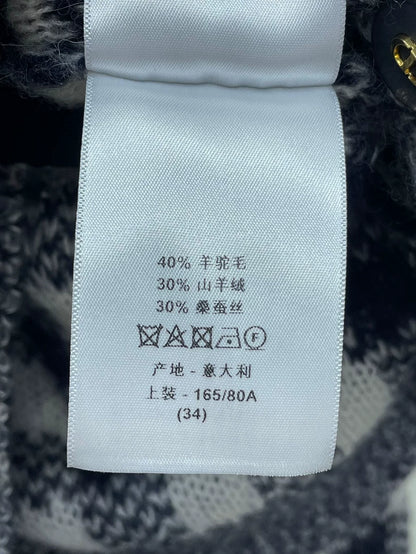 40% 羊驼毛
30% 山羊绒
30% 桑蚕丝
F
产地 - 意大利
上装 - 165/80A
(34)